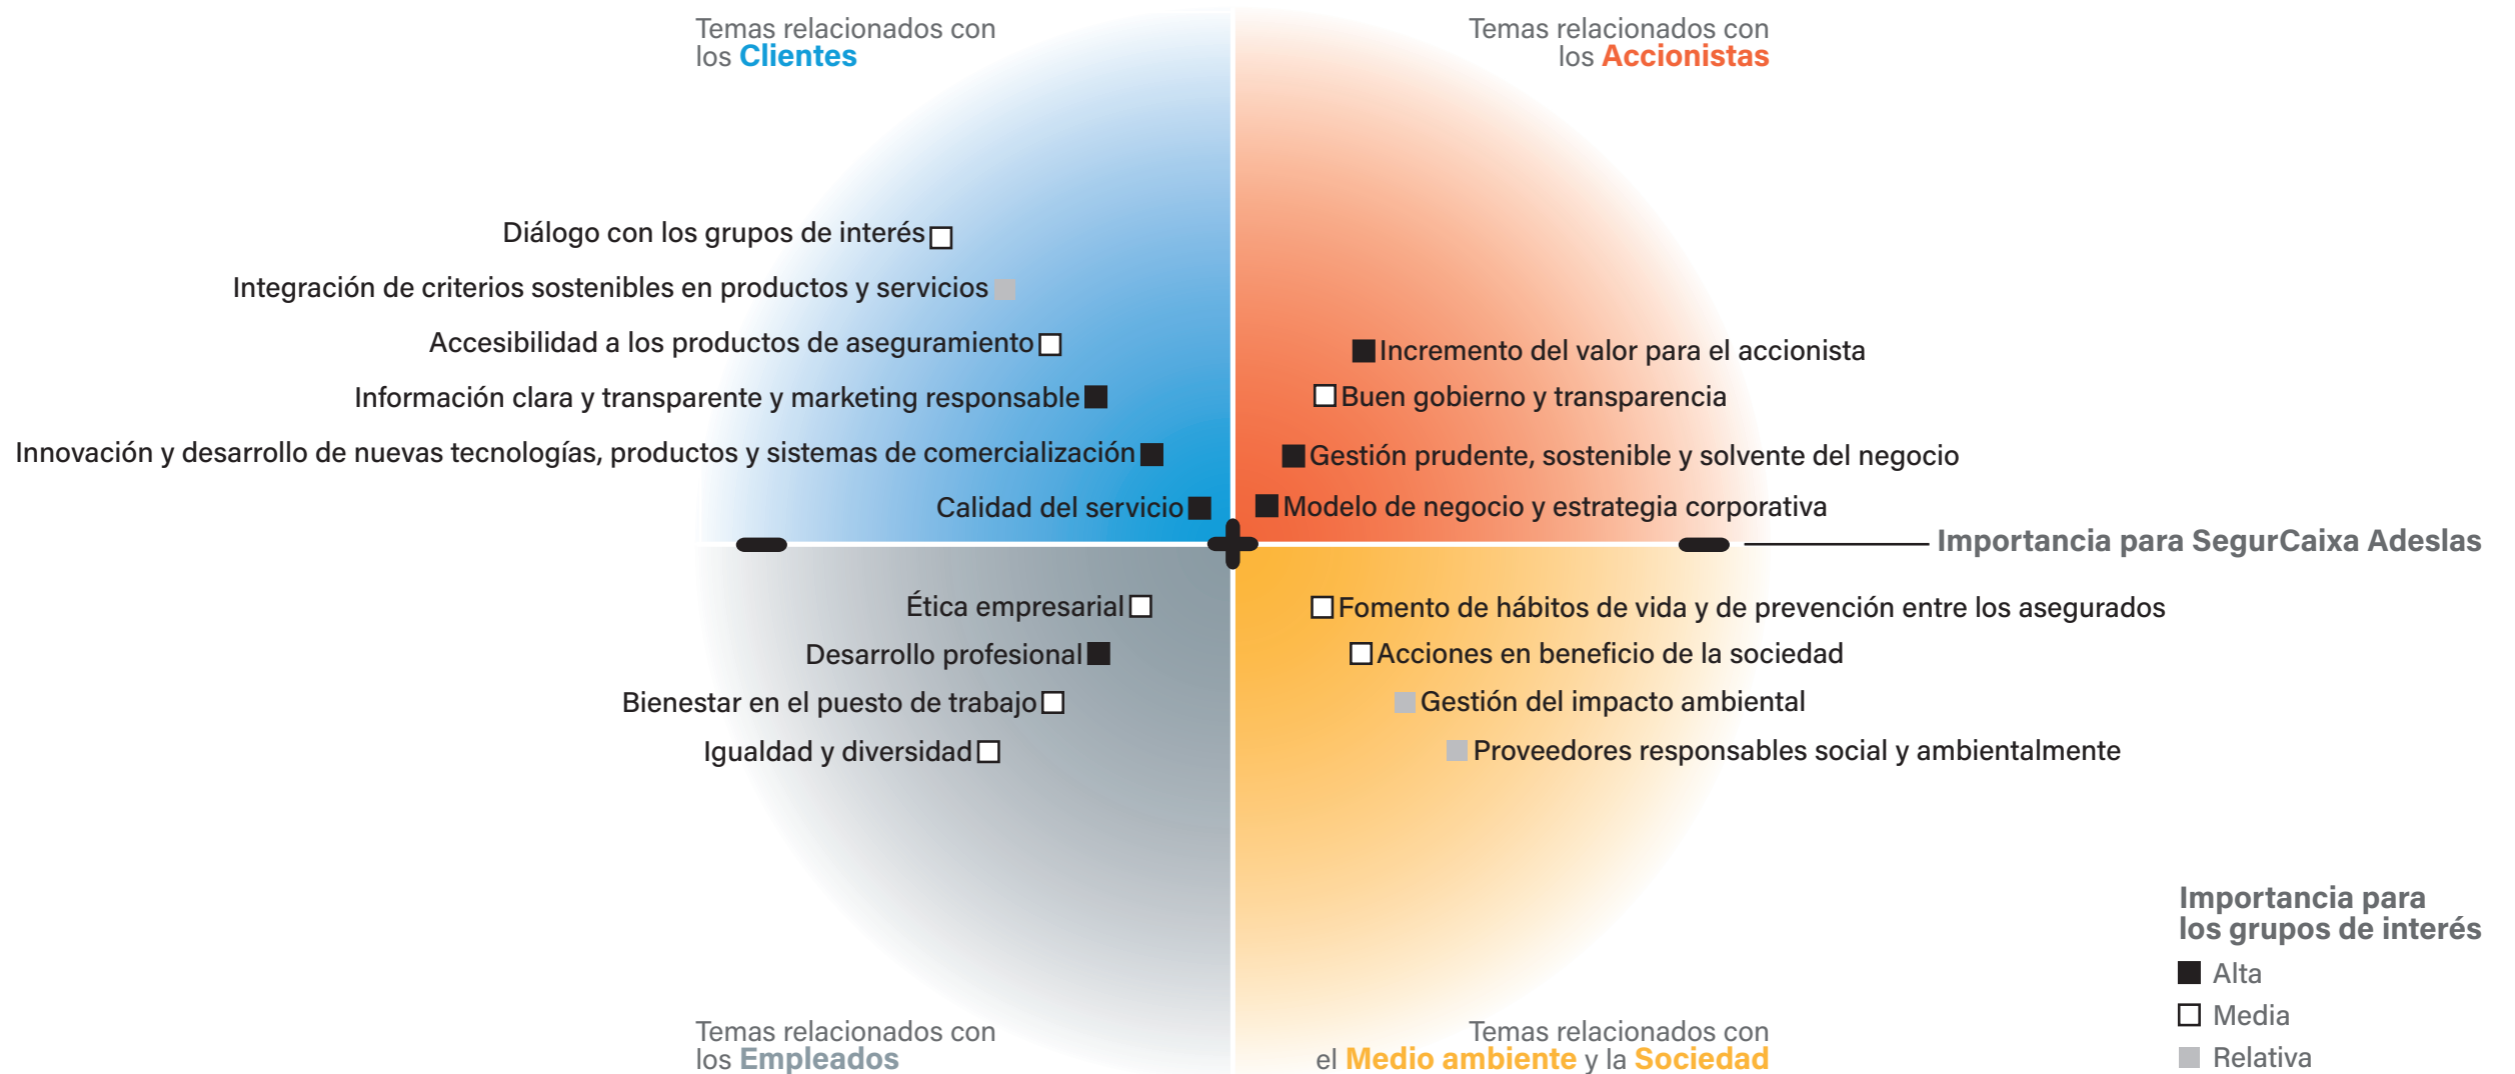 Temas relacionados con
los Clientes
Temas relacionados con
los Accionistas
Diálogo con los grupos de interés
Integración de criterios sostenibles en productos y servicios
Accesibilidad a los productos de aseguramiento
Información clara y transparente y marketing responsable
Innovación y desarrollo de nuevas tecnologías, productos y sistemas de comercialización
Calidad del servicio
Incremento del valor para el accionista
Buen gobierno y transparencia
Gestión prudente, sostenible y solvente del negocio
Modelo de negocio y estrategia corporativa
Importancia para SegurCaixa Adeslas
Ética empresarial
Desarrollo profesional
Bienestar en el puesto de trabajo
Igualdad y diversidad
Fomento de hábitos de vida y de prevención entre los asegurados
Acciones en beneficio de la sociedad
Gestión del impacto ambiental
Proveedores responsables social y ambientalmente
Temas relacionados con
los Empleados
Temas relacionados con
el Medio ambiente y la Sociedad
Importancia para
los grupos de interés
Alta
Media
Relativa